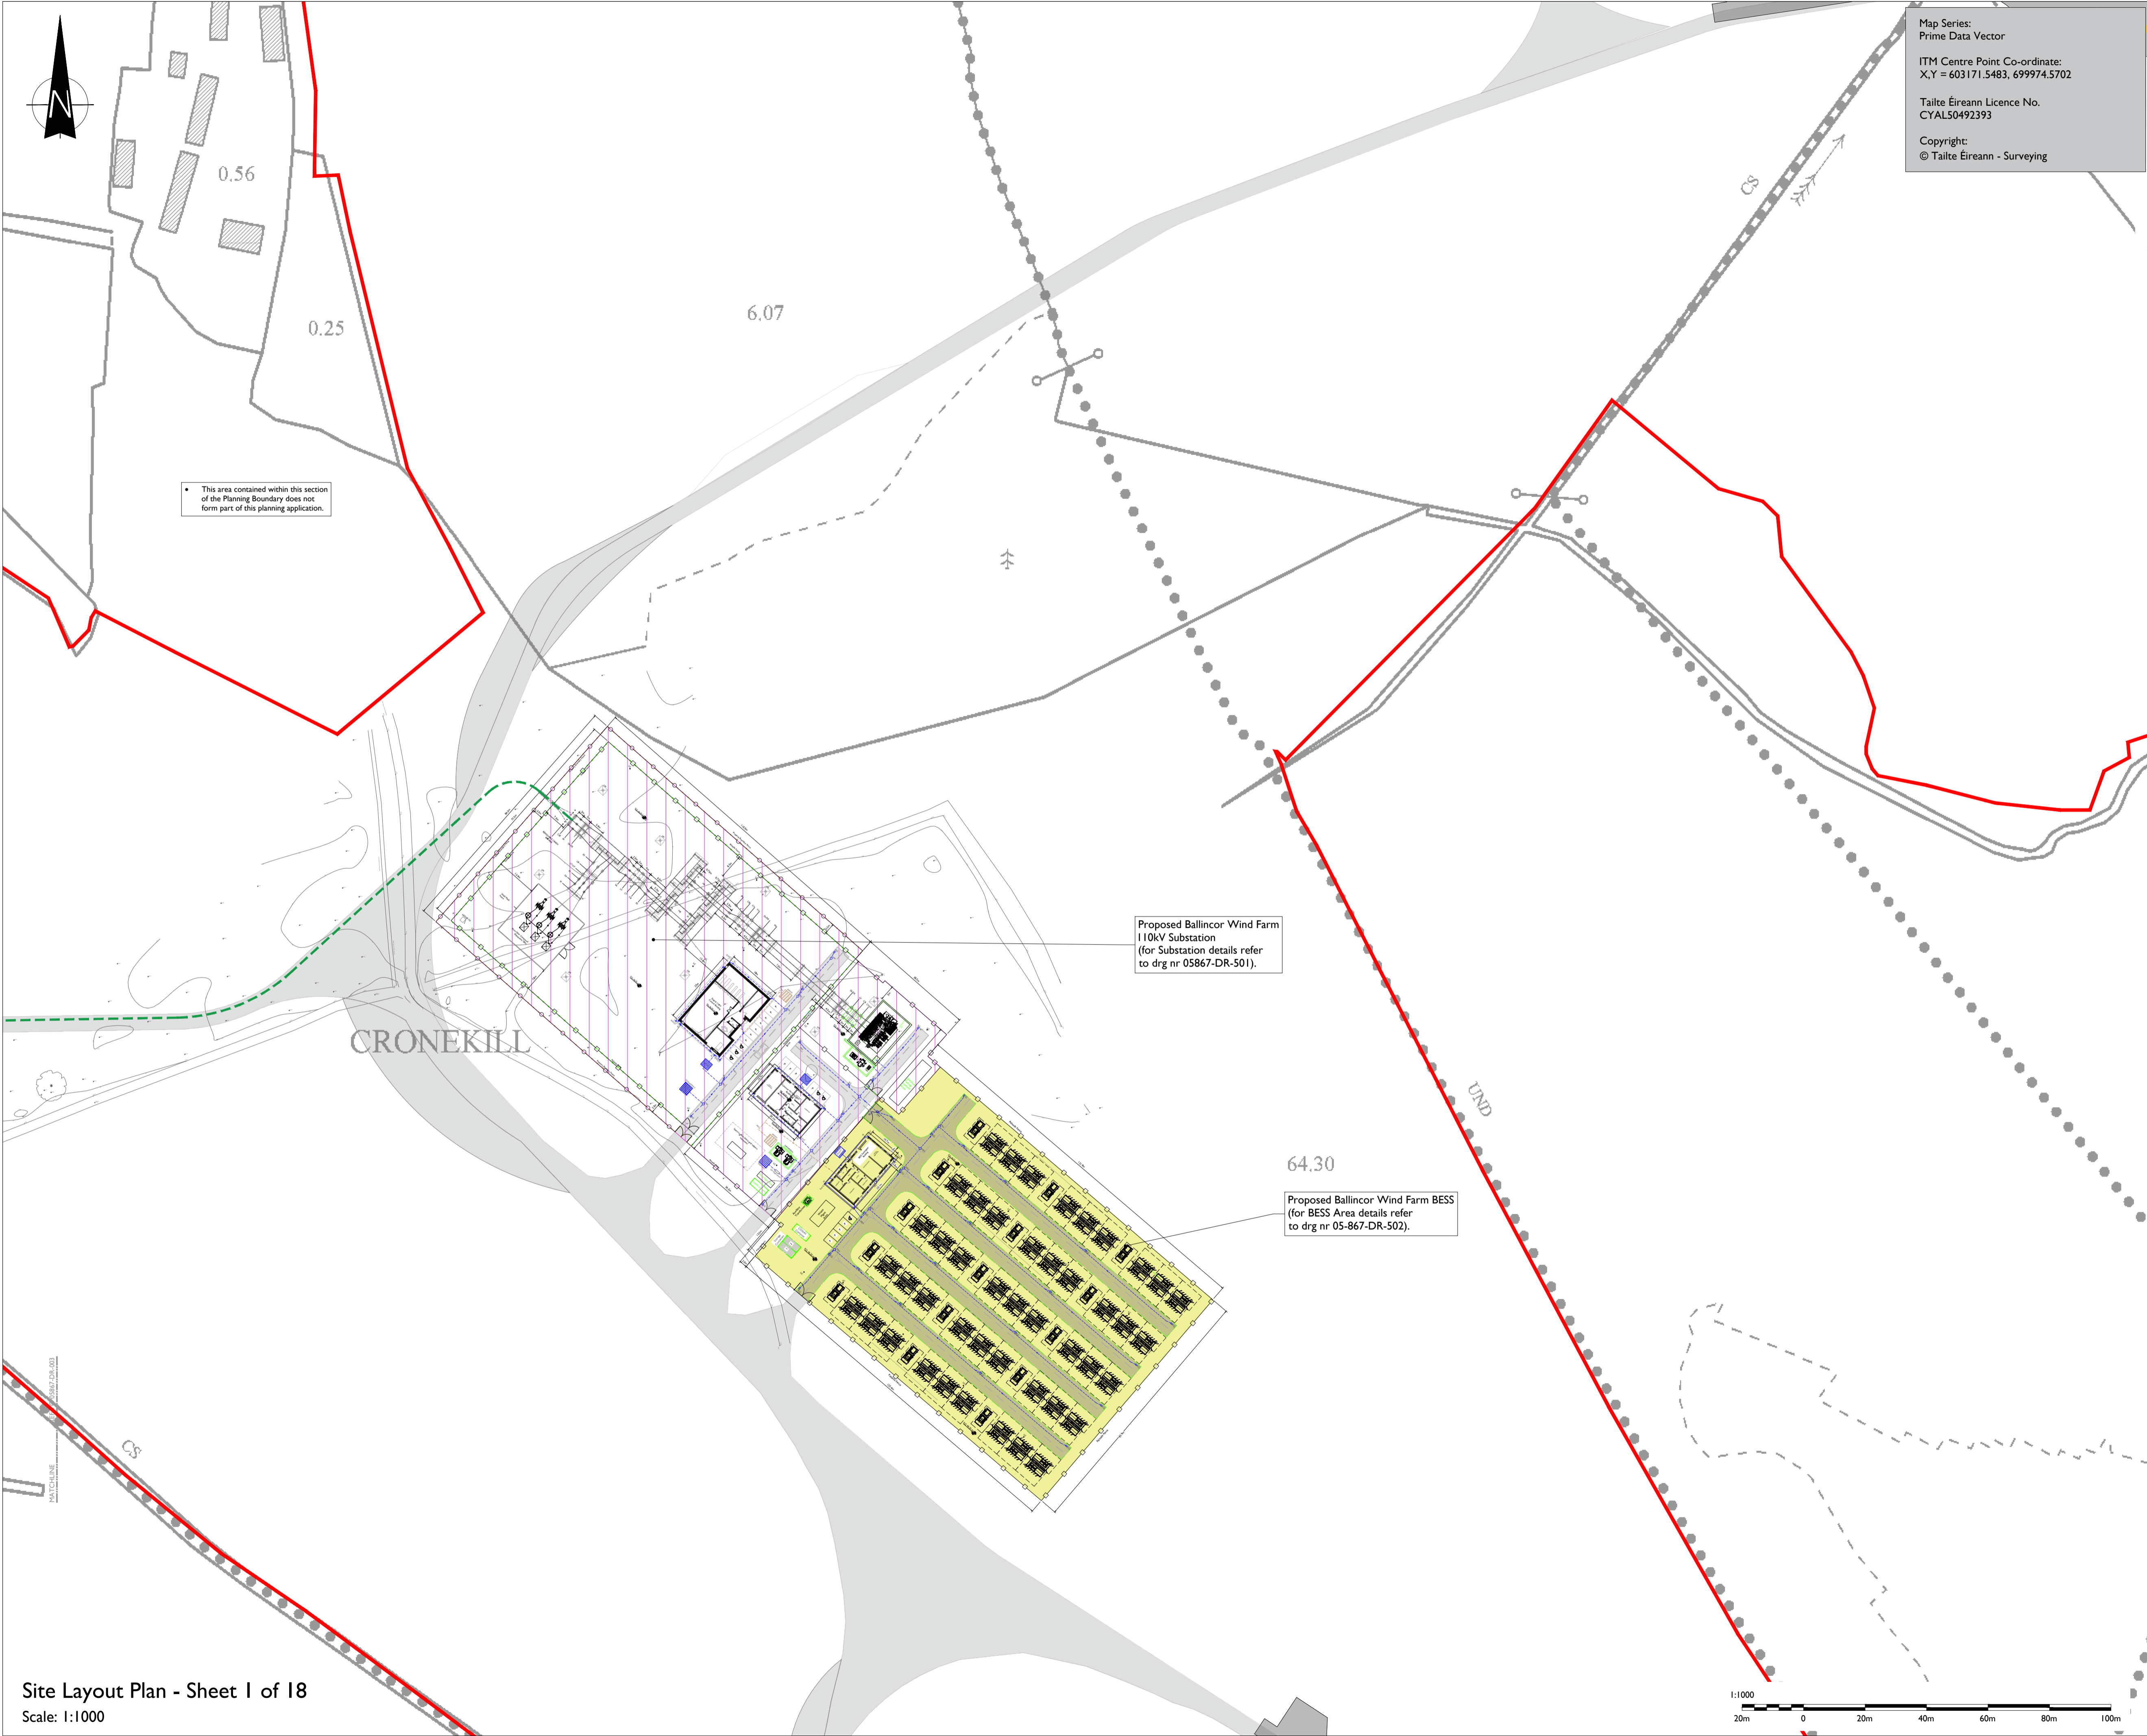 N
Map Series:
Prime Data Vector
ITM Centre Point Co-ordinate:
X,Y = 603171.5483, 699974.5702
Tailte Éireann Licence No.
CYAL50492393
Copyright:
© Tailte Éireann - Surveying
CS
0.56
6.07
0.25
• This area contained within this section
of the Planning Boundary does not
form part of this planning application.
Proposed Ballincor Wind Farm
110kV Substation
(for Substation details refer
to drg nr 05867-DR-501).
CRONEKILL
UND
64.30
Proposed Ballincor Wind Farm BESS
(for BESS Area details refer
to drg nr 05-867-DR-502).
MATCHLINE 05867-DR-003
CS
Site Layout Plan - Sheet 1 of 18
Scale: 1:1000
1:1000
20m 0 20m 40m 60m 80m 100m